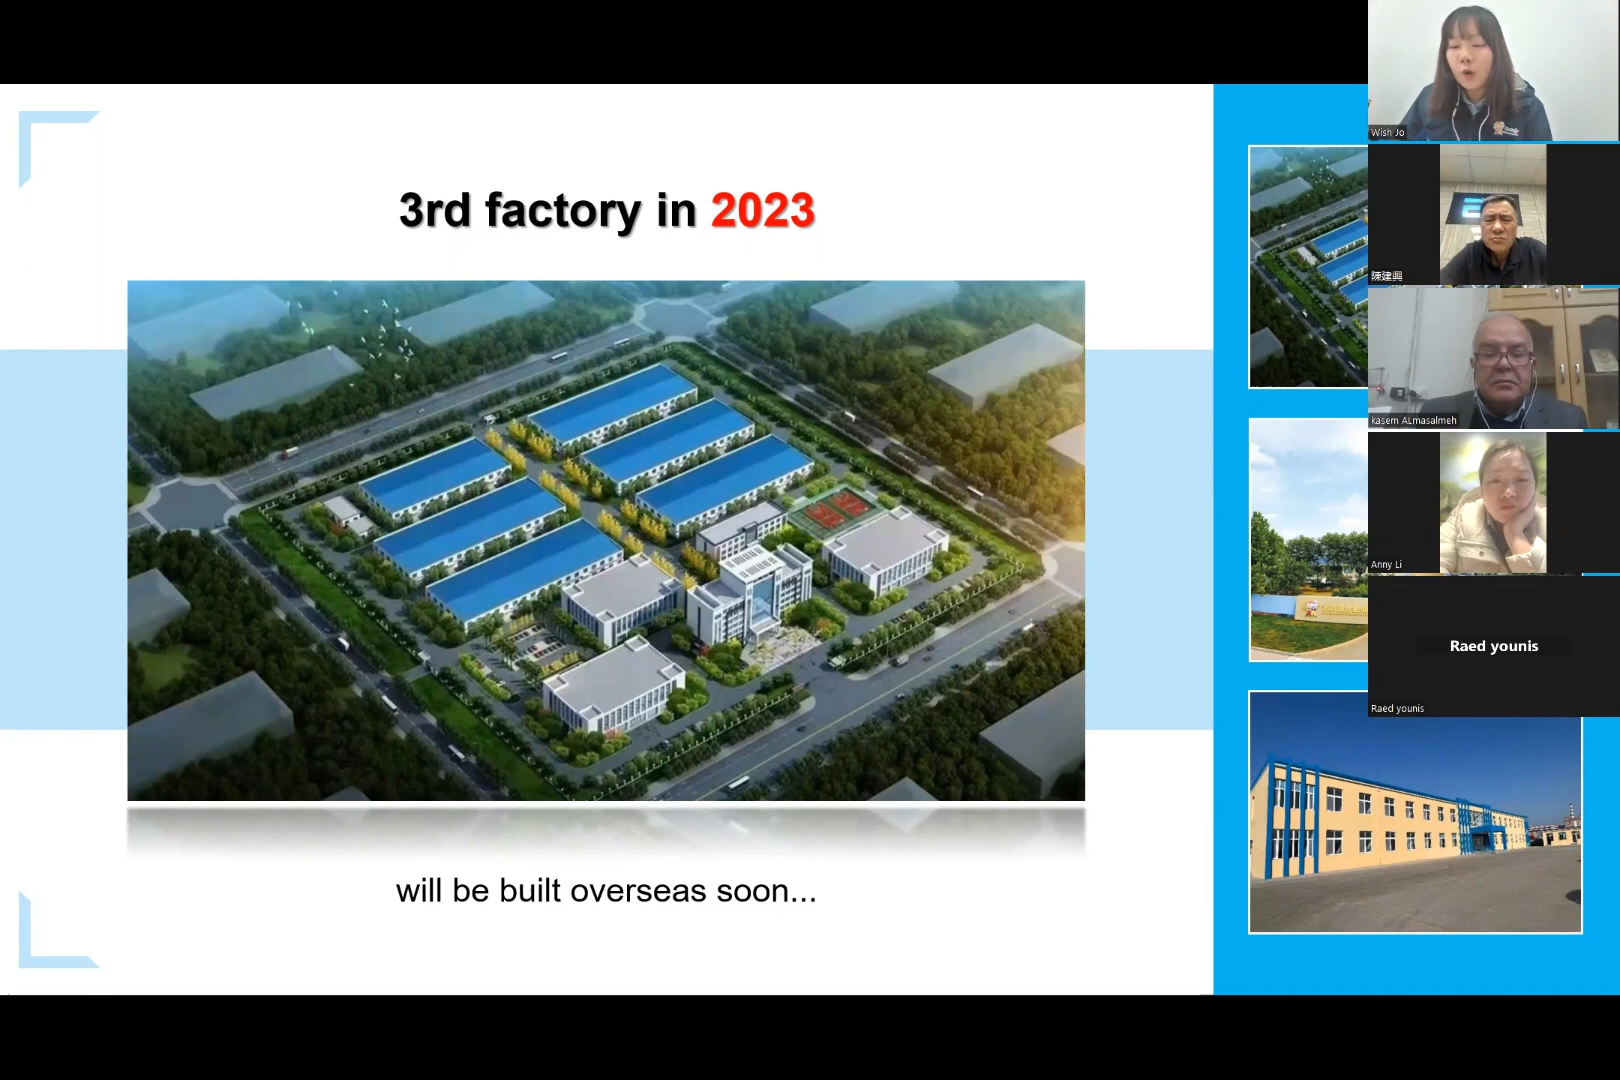 3rd factory in 2023
will be built overseas soon...
Wish Jo
陳建興
kasem ALmasalmeh
Anny Li
Raed younis
Raed younis